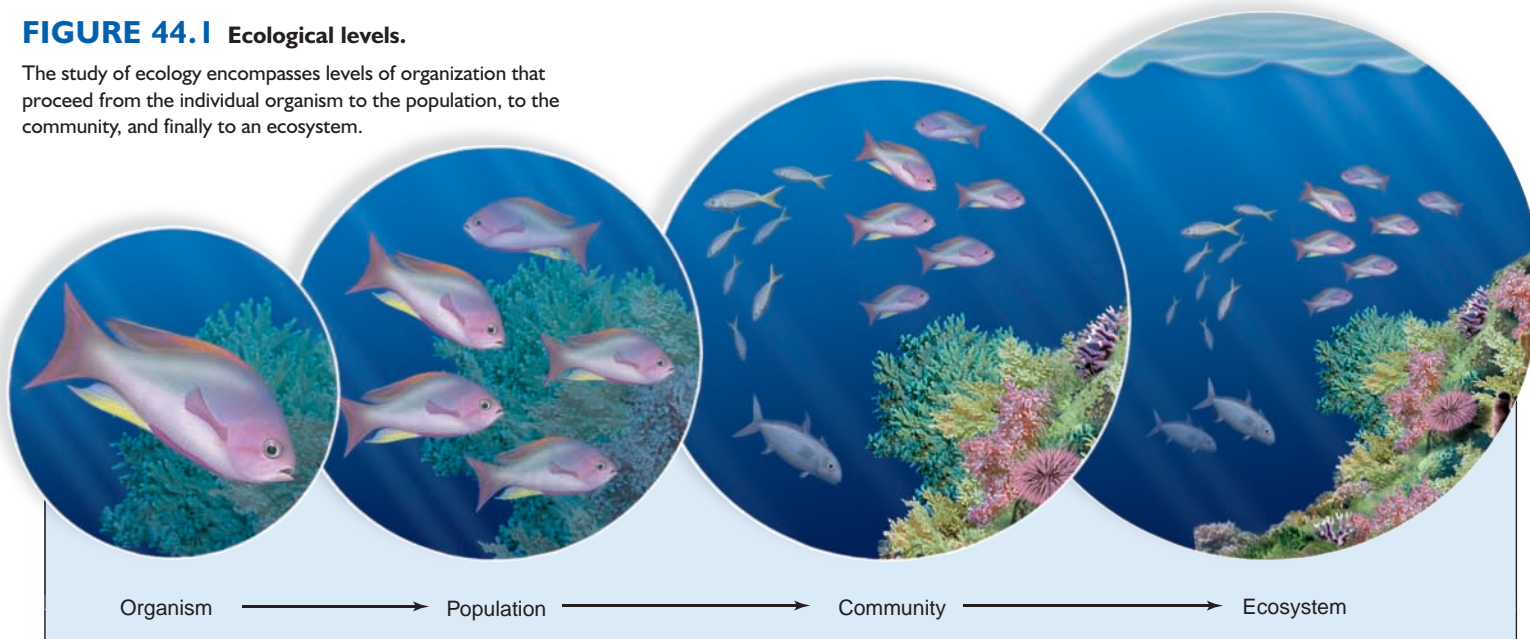 FIGURE 44.1 Ecological levels.
The study of ecology encompasses levels of organization that
proceed from the individual organism to the population, to the
community, and finally to an ecosystem.
Organism Population Community Ecosystem